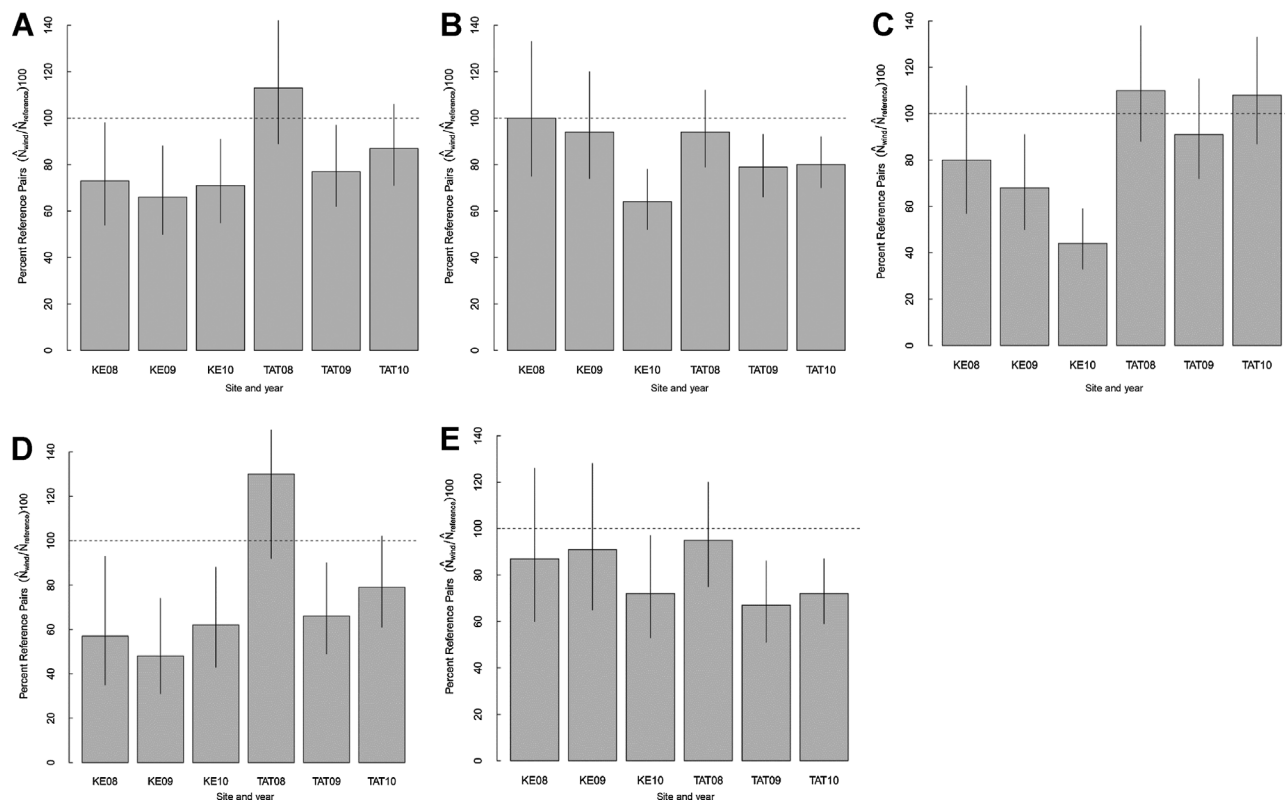 A
Percent Reference Pairs (N̂wind/N̂reference)100
0 20 40 60 80 100 120 140
KE08 KE09 KE10 TAT08 TAT09 TAT10
Site and year
B
Percent Reference Pairs (N̂wind/N̂reference)100
0 20 40 60 80 100 120 140
KE08 KE09 KE10 TAT08 TAT09 TAT10
Site and year
C
Percent Reference Pairs (N̂wind/N̂reference)100
0 20 40 60 80 100 120 140
KE08 KE09 KE10 TAT08 TAT09 TAT10
Site and year
D
Percent Reference Pairs (N̂wind/N̂reference)100
0 20 40 60 80 100 120 140
KE08 KE09 KE10 TAT08 TAT09 TAT10
Site and year
E
Percent Reference Pairs (N̂wind/N̂reference)100
0 20 40 60 80 100 120 140
KE08 KE09 KE10 TAT08 TAT09 TAT10
Site and year